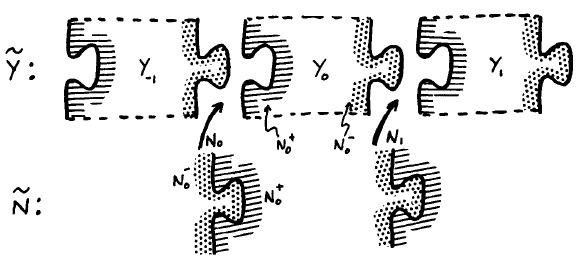 Ỹ: Y₋₁ Y₀ Y₁
N₀ N₀⁺ N₀⁻ N₁
N₀⁻ N₀⁺
Ñ: